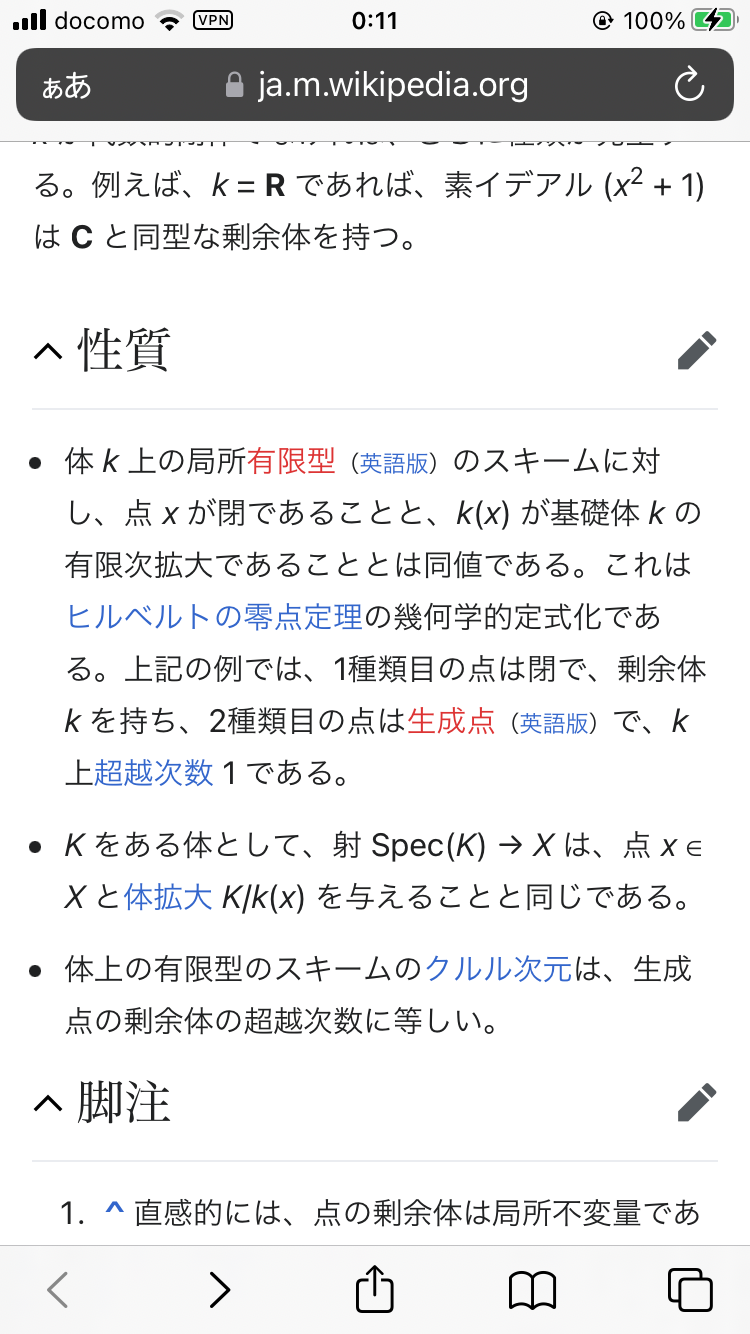 docomo VPN 0:11 100%
ぁあ ja.m.wikipedia.org
る。例えば、k = R であれば、素イデアル (x² + 1)
は C と同型な剰余体を持つ。
性質
• 体 k 上の局所有限型（英語版）のスキームに対
し、点 x が閉であることと、k(x) が基礎体 k の
有限次拡大であることとは同値である。これは
ヒルベルトの零点定理の幾何学的定式化であ
る。上記の例では、1種類目の点は閉で、剰余体
k を持ち、2種類目の点は生成点（英語版）で、k
上超越次数 1 である。
• K をある体として、射 Spec(K) → X は、点 x ∈
X と体拡大 K/k(x) を与えることと同じである。
• 体上の有限型のスキームのクルル次元は、生成
点の剰余体の超越次数に等しい。
脚注
1. ^ 直感的には、点の剰余体は局所不変量であ